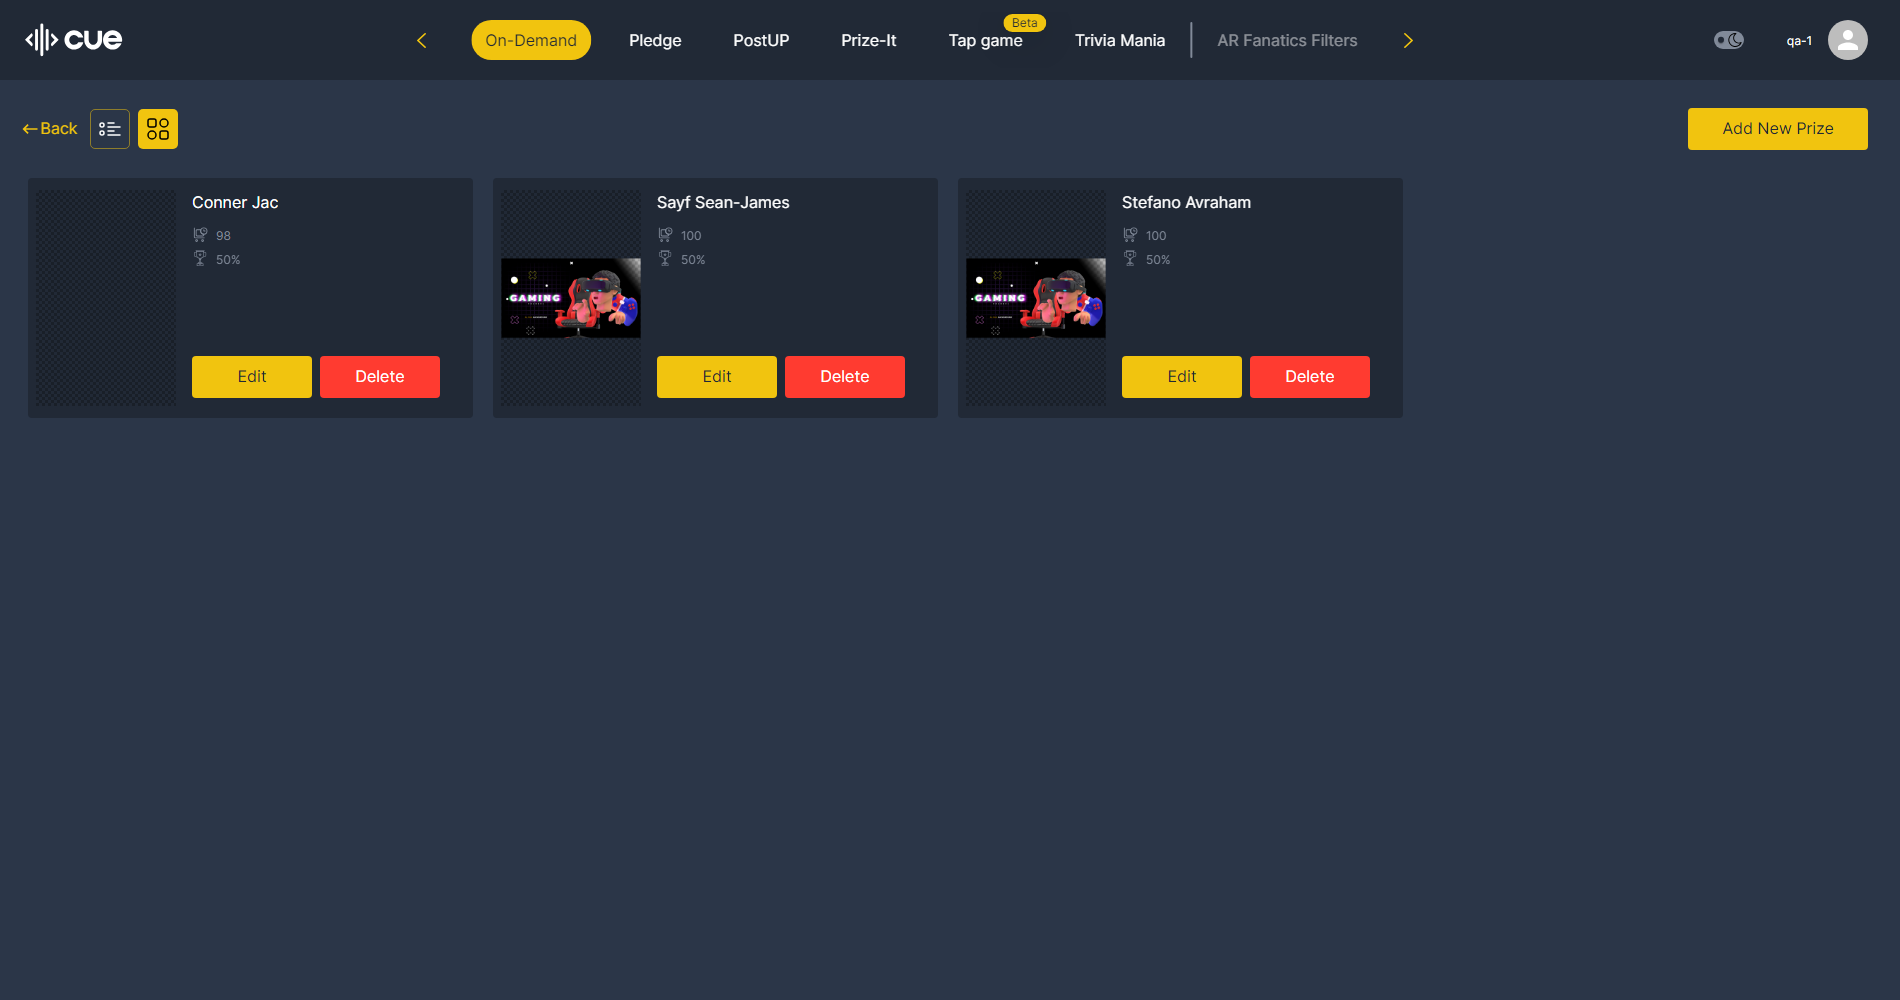 cue
On-Demand
Pledge
PostUP
Prize-It
Tap game
Beta
Trivia Mania
AR Fanatics Filters
qa-1
Back
Add New Prize
Conner Jac
98
50%
Edit
Delete
Sayf Sean-James
100
50%
GAMING
Edit
Delete
Stefano Avraham
100
50%
GAMING
Edit
Delete